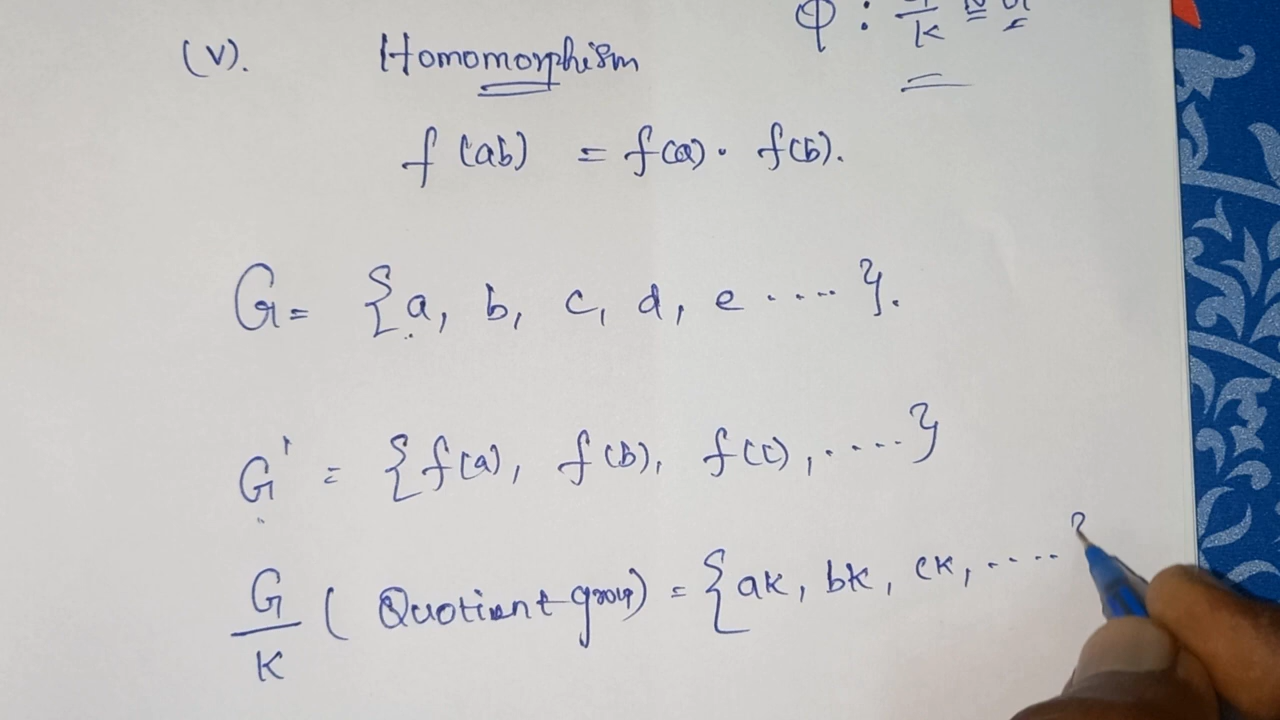 φ : G/K ≅ G'
(V). Homomorphism
f (ab) = f(a) . f(b).
G = {a, b, c, d, e ..... }.
G' = {f(a), f(b), f(c), ..... }
G/K ( Quotient group) = {ak, bk, ck, .....